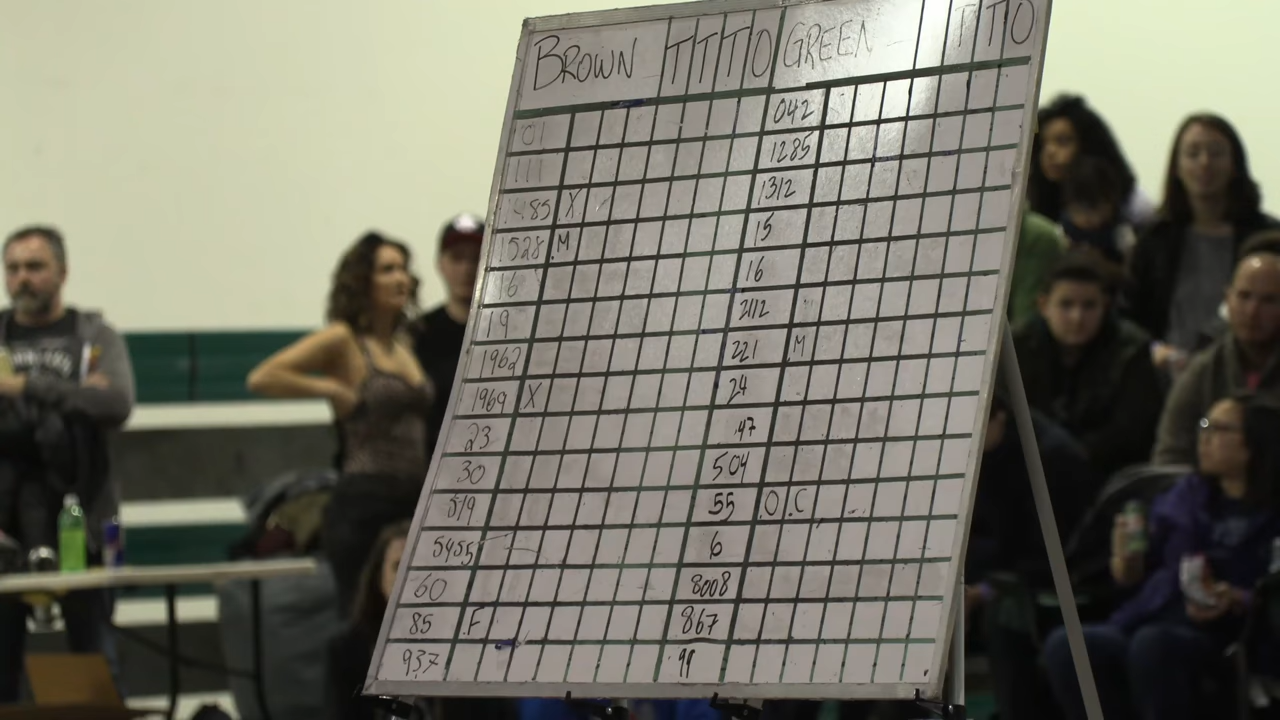 BROWN T T T O GREEN T T O
01 042
111 1285
1485 X 1312
1528 M 15
16 16
19 2112
1962 221 M
1969 X 24
23 47
30 504
519 55 O C
5455 6
60 8008
85 F 867
937 99